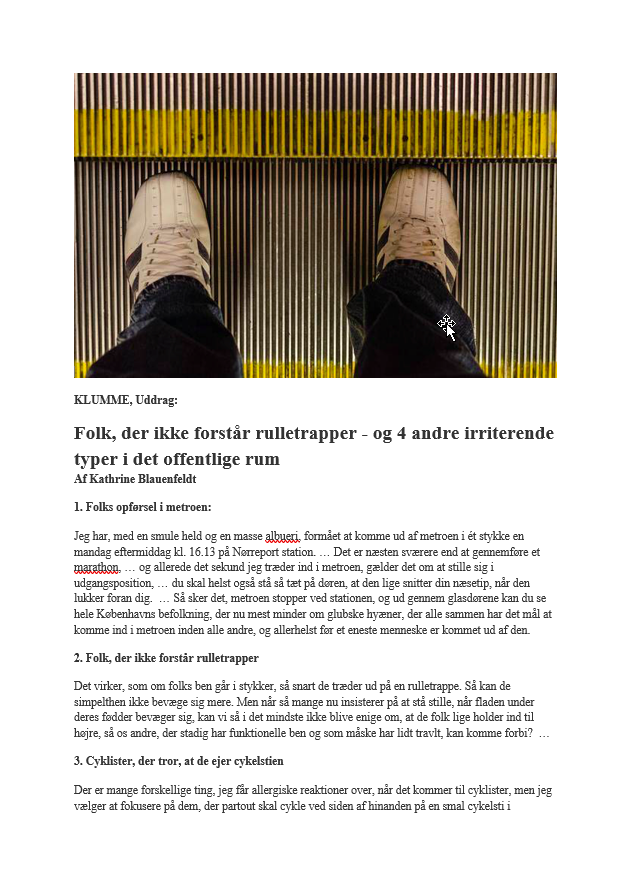 KLUMME, Uddrag:
Folk, der ikke forstår rulletrapper - og 4 andre irriterende
typer i det offentlige rum
Af Kathrine Blauenfeldt
1. Folks opførsel i metroen:
Jeg har, med en smule held og en masse albueri, formået at komme ud af metroen i ét stykke en
mandag eftermiddag kl. 16.13 på Nørreport station. … Det er næsten sværere end at gennemføre et
marathon, … og allerede det sekund jeg træder ind i metroen, gælder det om at stille sig i
udgangsposition, … du skal helst også stå så tæt på døren, at den lige snitter din næsetip, når den
lukker foran dig.  … Så sker det, metroen stopper ved stationen, og ud gennem glasdørene kan du se
hele Københavns befolkning, der nu mest minder om glubske hyæner, der alle sammen har det mål at
komme ind i metroen inden alle andre, og allerhelst før et eneste menneske er kommet ud af den.
2. Folk, der ikke forstår rulletrapper
Det virker, som om folks ben går i stykker, så snart de træder ud på en rulletrappe. Så kan de
simpelthen ikke bevæge sig mere. Men når så mange nu insisterer på at stå stille, når fladen under
deres fødder bevæger sig, kan vi så i det mindste ikke blive enige om, at de folk lige holder ind til
højre, så os andre, der stadig har funktionelle ben og som måske har lidt travlt, kan komme forbi?  …
3. Cyklister, der tror, at de ejer cykelstien
Der er mange forskellige ting, jeg får allergiske reaktioner over, når det kommer til cyklister, men jeg
vælger at fokusere på dem, der partout skal cykle ved siden af hinanden på en smal cykelsti i